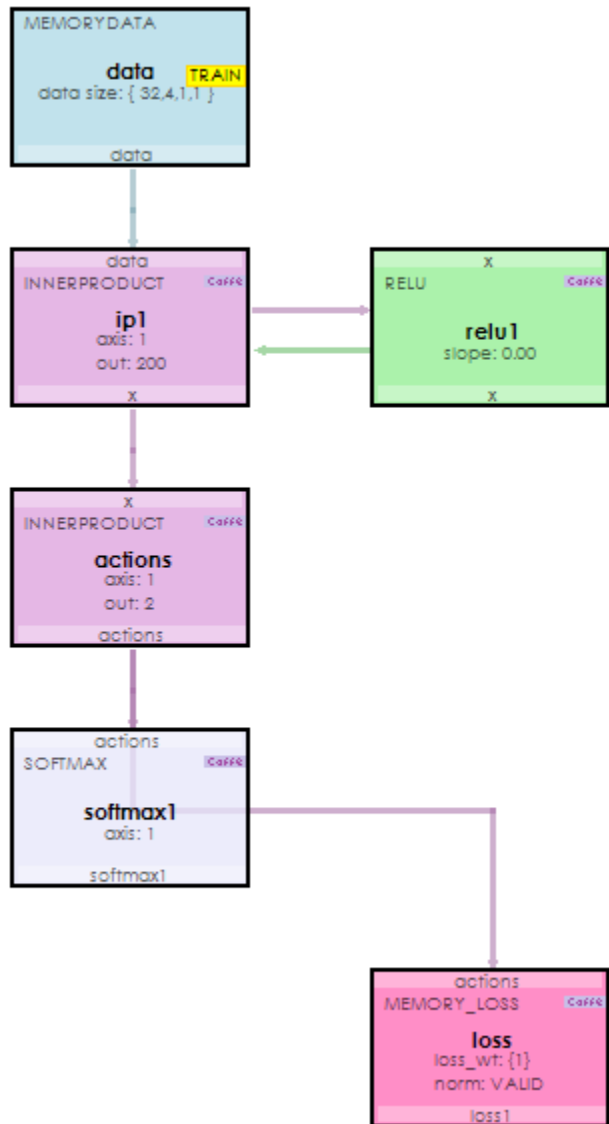 MEMORYDATA
data
TRAIN
data size: { 32,4,1,1 }
data
data
INNERPRODUCT
Caffe
ip1
axis: 1
out: 200
x
x
RELU
Caffe
relu1
slope: 0.00
x
x
INNERPRODUCT
Caffe
actions
axis: 1
out: 2
actions
actions
SOFTMAX
Caffe
softmax1
axis: 1
softmax1
actions
MEMORY_LOSS
Caffe
loss
loss_wt: {1}
norm: VALID
loss1